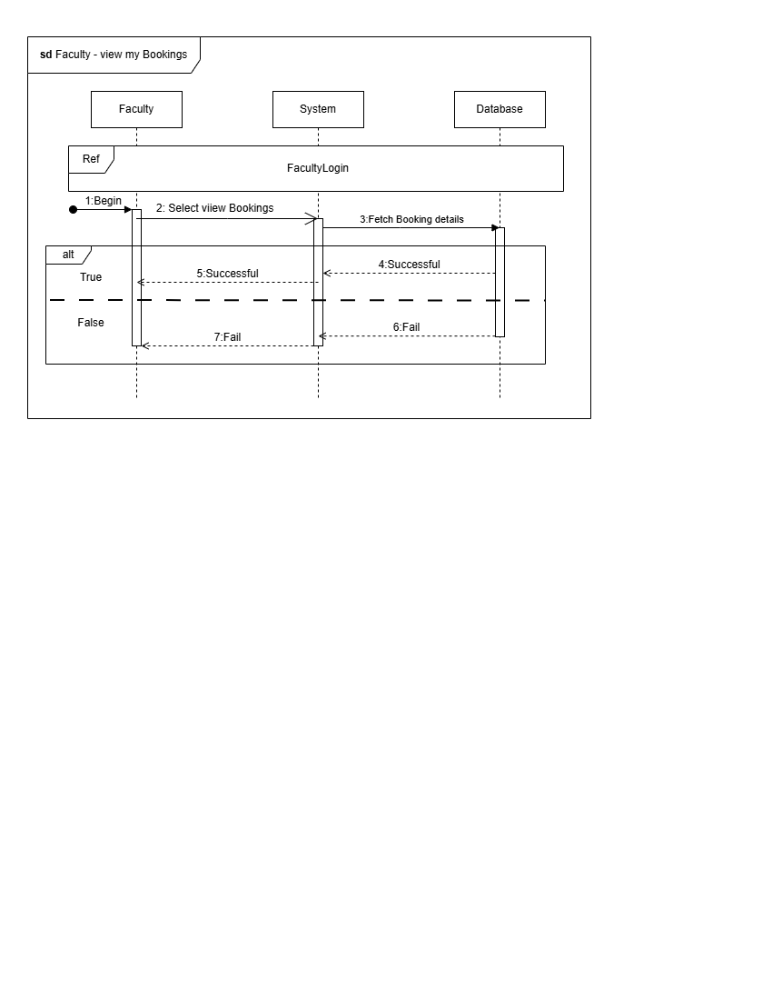 sd Faculty - view my Bookings
Faculty
System
Database
Ref
FacultyLogin
1:Begin
2: Select viiew Bookings
3:Fetch Booking details
alt
True
4:Successful
5:Successful
False
6:Fail
7:Fail